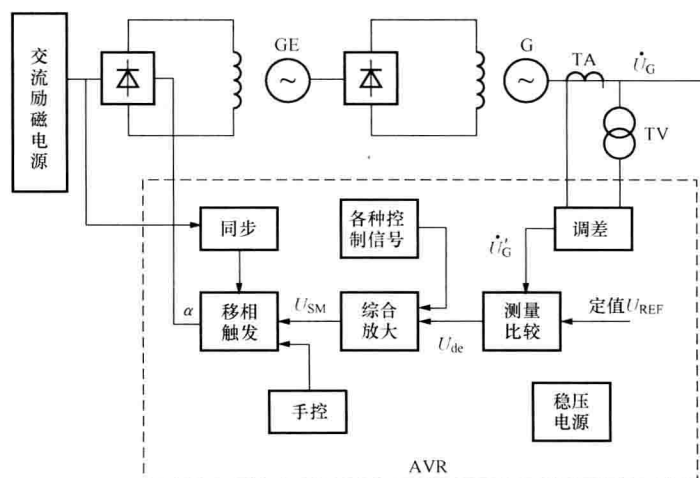 交流励磁电源
GE
G
TA
U̇G
TV
同步
各种控
制信号
调差
U̇′G
α
移相
触发
USM
综合
放大
Ude
测量
比较
定值UREF
手控
稳压
电源
AVR